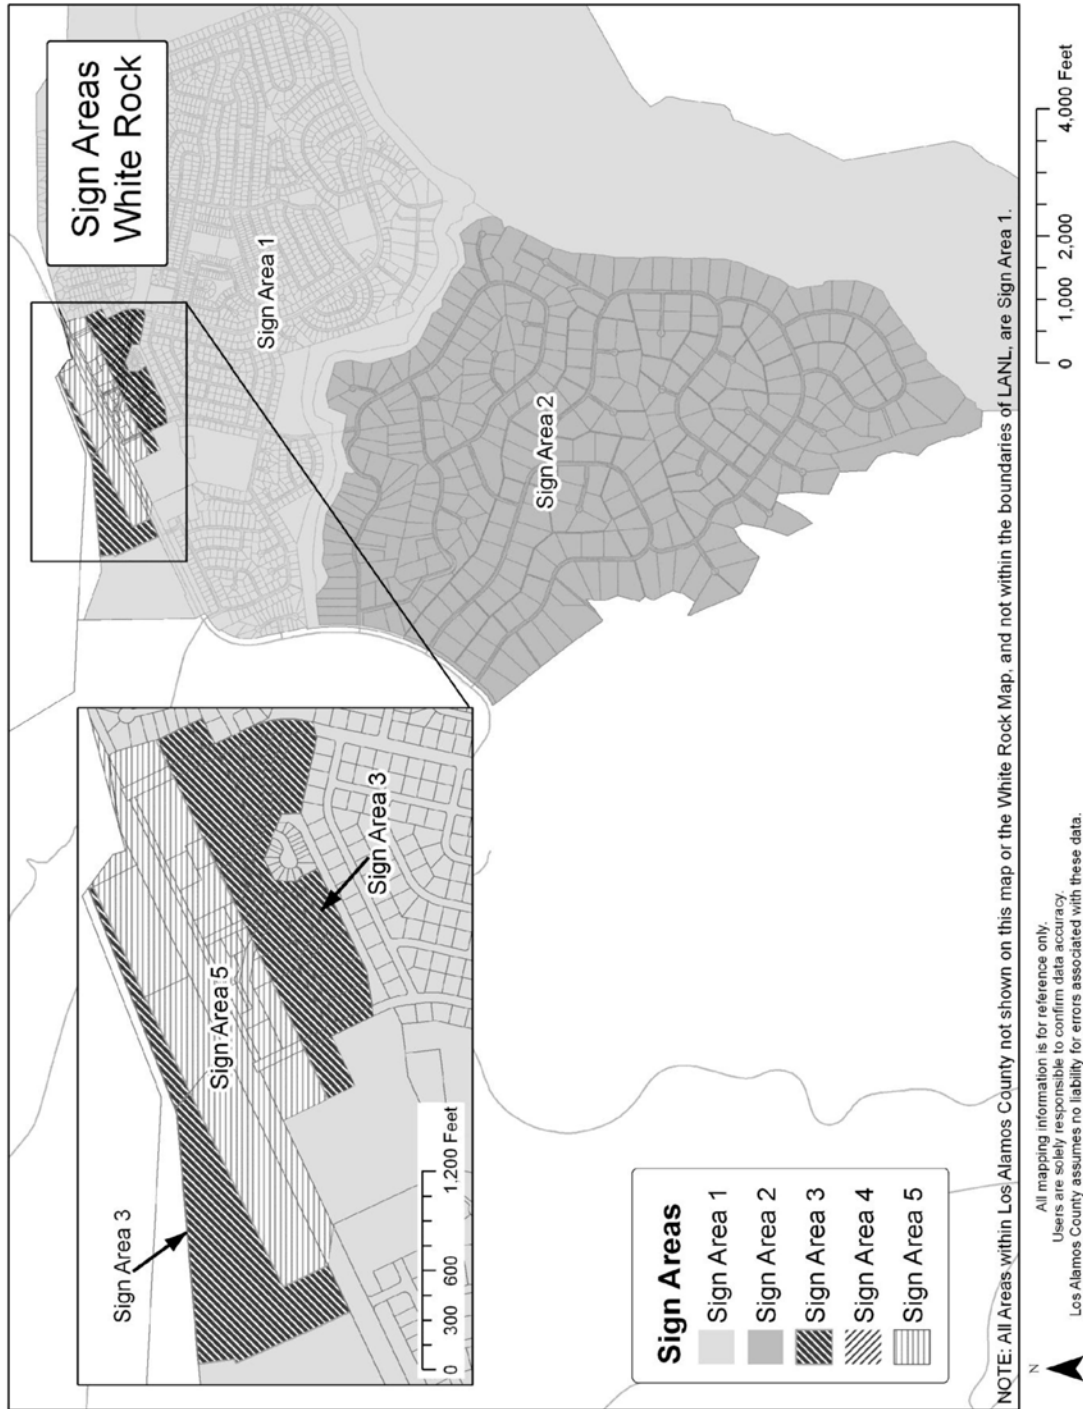 Sign Areas
White Rock
Sign Area 1
Sign Area 2
Sign Area 3
Sign Area 5
Sign Area 3
0 300 600 1,200 Feet
Sign Areas
Sign Area 1
Sign Area 2
Sign Area 3
Sign Area 4
Sign Area 5
NOTE: All Areas within Los Alamos County not shown on this map or the White Rock Map, and not within the boundaries of LANL, are Sign Area 1.
N
All mapping information is for reference only.
Users are solely responsible to confirm data accuracy.
Los Alamos County assumes no liability for errors associated with these data.
0 1,000 2,000 4,000 Feet